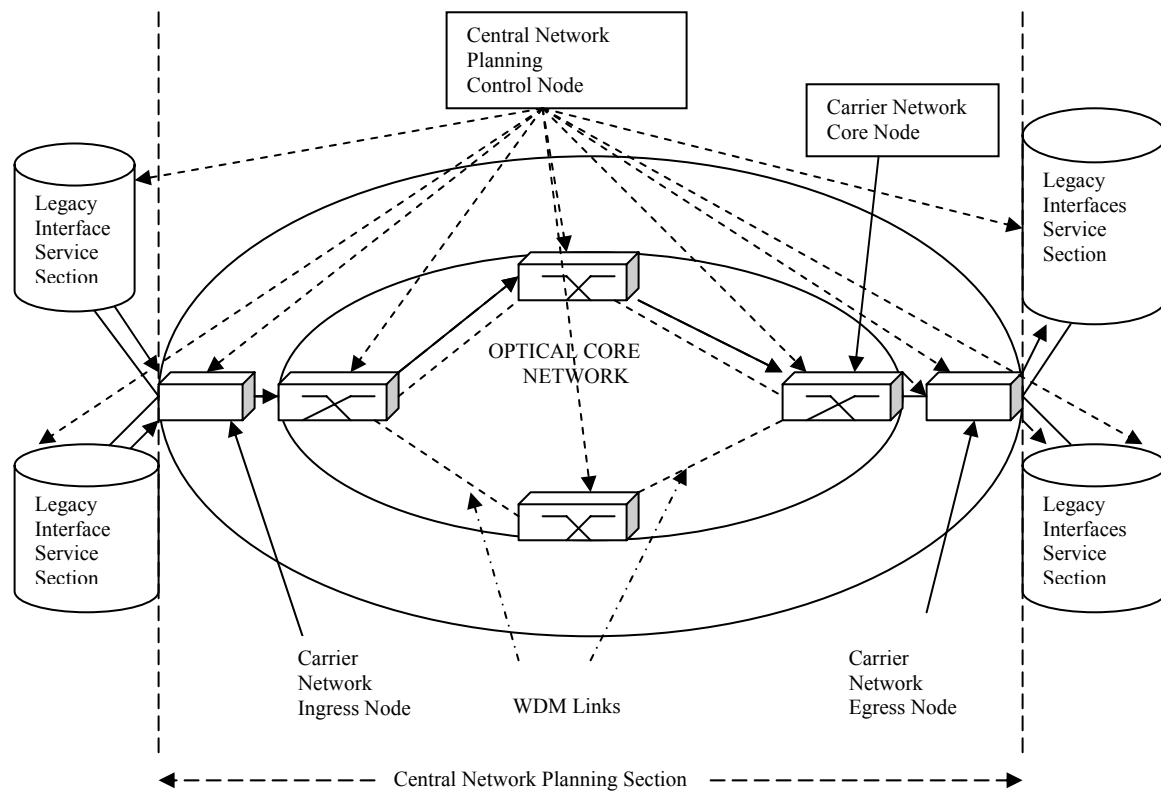 Central Network
Planning
Control Node
Carrier Network
Core Node
Legacy
Interface
Service
Section
Legacy
Interfaces
Service
Section
OPTICAL CORE
NETWORK
Legacy
Interface
Service
Section
Legacy
Interfaces
Service
Section
Carrier
Network
Ingress Node
WDM Links
Carrier
Network
Egress Node
Central Network Planning Section